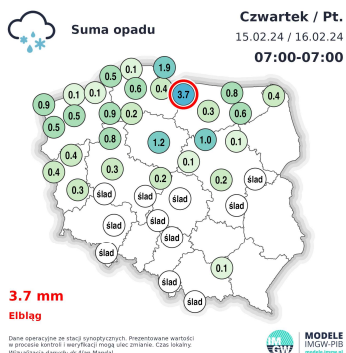 Suma opadu
Czwartek / Pt.
15.02.24 / 16.02.24
07:00-07:00
1.9
0.1
0.5
0.6
0.4
3.7
0.8
0.4
0.1
0.1
0.9
0.5
0.9
0.2
0.3
0.6
0.5
0.8
1.2
1.0
0.1
0.4
0.1
0.4
0.3
0.2
0.2
ślad
0.3
ślad
ślad
ślad
ślad
ślad
ślad
ślad
ślad
0.1
ślad
ślad
3.7 mm
Elbląg
Dane operacyjne ze stacji synoptycznych. Prezentowane wartości
w procesie kontroli i weryfikacji mogą ulec zmianie. Czas lokalny.
IM
GW
MODELE
IMGW-PIB